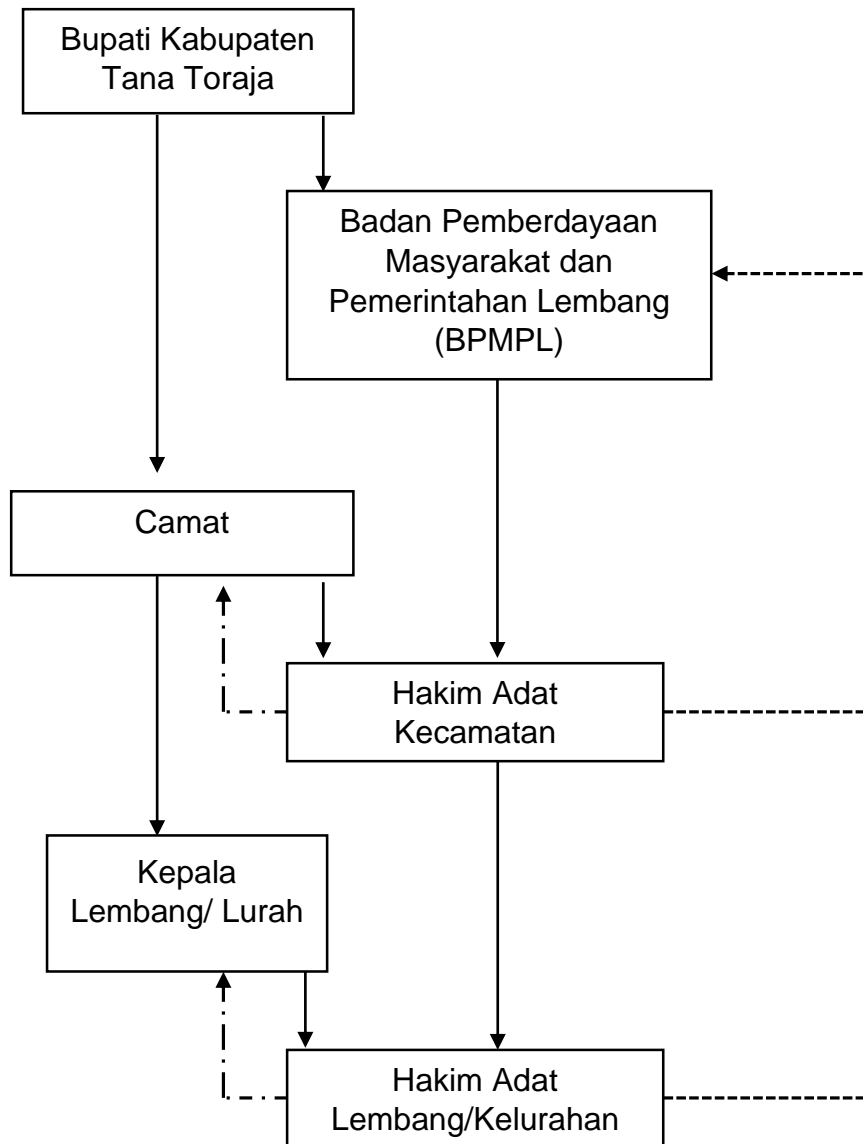 Bupati Kabupaten
Tana Toraja
Badan Pemberdayaan
Masyarakat dan
Pemerintahan Lembang
(BPMPL)
Camat
Hakim Adat
Kecamatan
Kepala
Lembang/ Lurah
Hakim Adat
Lembang/Kelurahan